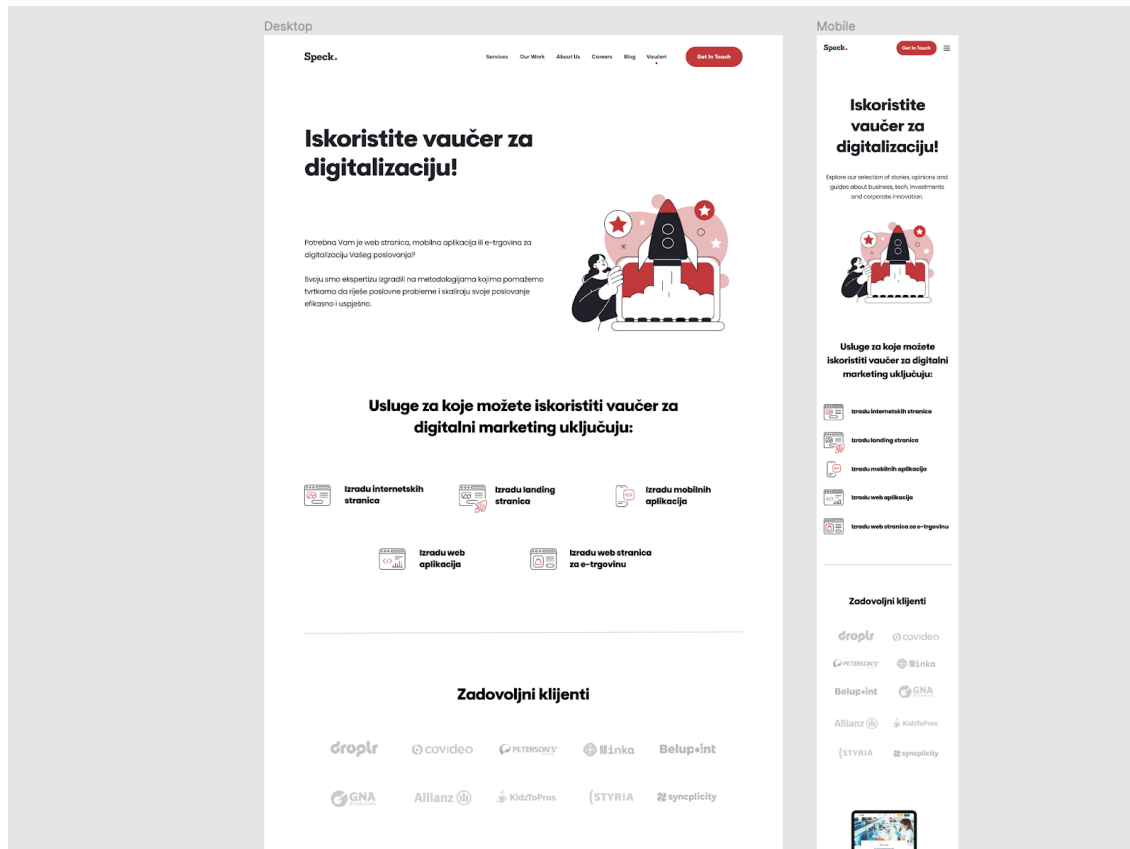 Desktop
Speck.
Services Our Work About Us Careers Blog Vaučeri Get In Touch
Iskoristite vaučer za
digitalizaciju!
Potrebna Vam je web stranica, mobilna aplikacija ili e-trgovina za
digitalizaciju Vašeg poslovanja?
Svoju smo ekspertizu izgradili na metodologijama kojima pomažemo
tvrtkama da riješe poslovne probleme i skaliraju svoje poslovanje
efikasno i uspješno.
Usluge za koje možete iskoristiti vaučer za
digitalni marketing uključuju:
Izradu internetskih
stranica
Izradu landing
stranica
Izradu mobilnih
aplikacija
Izradu web
aplikacija
Izradu web stranica
za e-trgovinu
Zadovoljni klijenti
droplr covideo PETERSON'S Minka Belupoint
GNA Allianz KidzToPros STYRIA syncplicity
Mobile
Speck.
Get In Touch
Iskoristite
vaučer za
digitalizaciju!
Explore our selection of stories, opinions and
guides about business, tech, investments
and corporate innovation.
Usluge za koje možete
iskoristiti vaučer za digitalni
marketing uključuju:
Izradu internetskih stranica
Izradu landing stranica
Izradu mobilnih aplikacija
Izradu web aplikacija
Izradu web stranica za e-trgovinu
Zadovoljni klijenti
droplr covideo
PETERSON'S Minka
Belupoint GNA
Allianz KidzToPros
STYRIA syncplicity